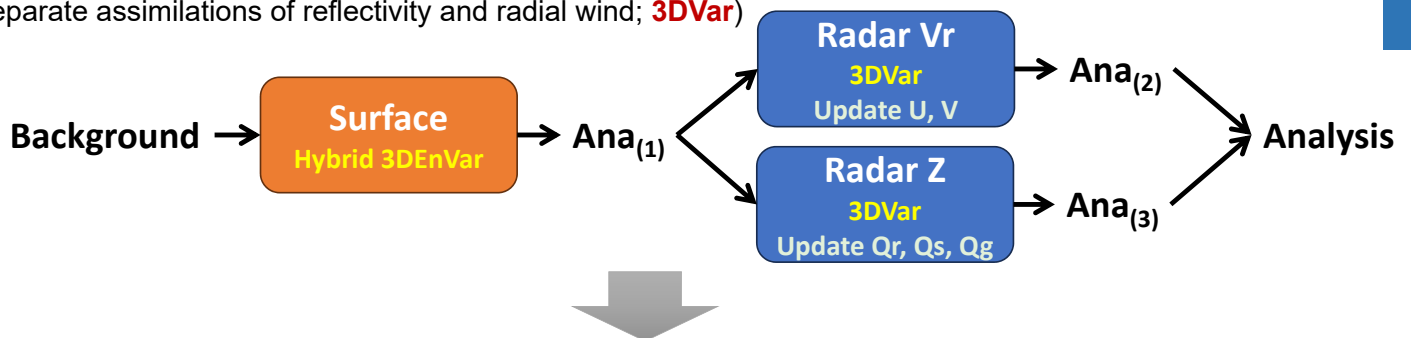 eparate assimilations of reflectivity and radial wind; 3DVar)
Background
Surface
Hybrid 3DEnVar
Ana(1)
Radar Vr
3DVar
Update U, V
Ana(2)
Radar Z
3DVar
Update Qr, Qs, Qg
Ana(3)
Analysis